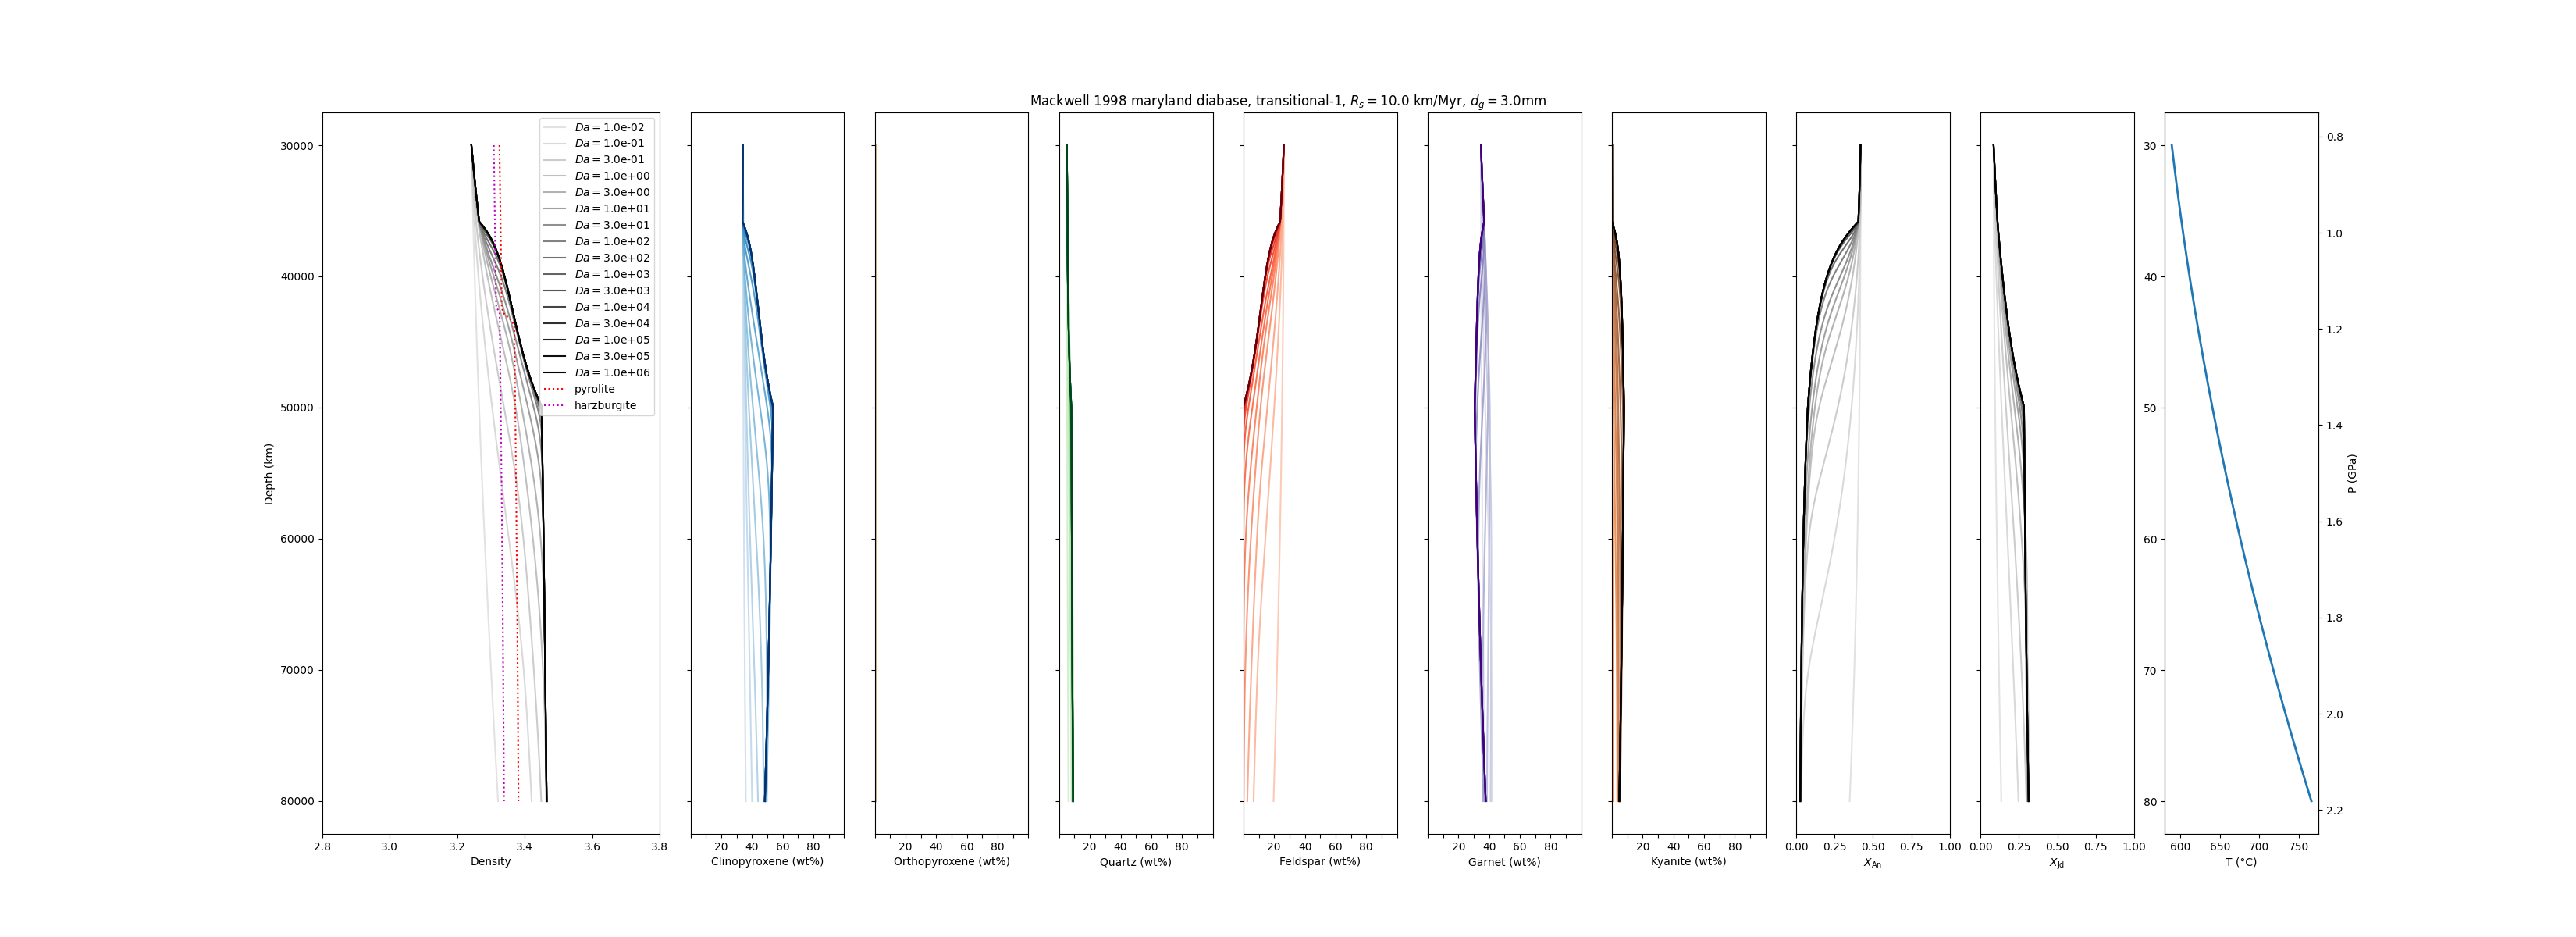 Mackwell 1998 maryland diabase, transitional-1, R_s = 10.0 km/Myr, d_g = 3.0mm
Da = 1.0e-02
Da = 1.0e-01
Da = 3.0e-01
Da = 1.0e+00
Da = 3.0e+00
Da = 1.0e+01
Da = 3.0e+01
Da = 1.0e+02
Da = 3.0e+02
Da = 1.0e+03
Da = 3.0e+03
Da = 1.0e+04
Da = 3.0e+04
Da = 1.0e+05
Da = 3.0e+05
Da = 1.0e+06
pyrolite
harzburgite
Depth (km)
30000
40000
50000
60000
70000
80000
2.8 3.0 3.2 3.4 3.6 3.8
Density
20 40 60 80
Clinopyroxene (wt%)
20 40 60 80
Orthopyroxene (wt%)
20 40 60 80
Quartz (wt%)
20 40 60 80
Feldspar (wt%)
20 40 60 80
Garnet (wt%)
20 40 60 80
Kyanite (wt%)
0.00 0.25 0.50 0.75 1.00
X_An
0.00 0.25 0.50 0.75 1.00
X_Jd
30
40
50
60
70
80
600 650 700 750
T (°C)
0.8
1.0
1.2
1.4
1.6
1.8
2.0
2.2
P (GPa)